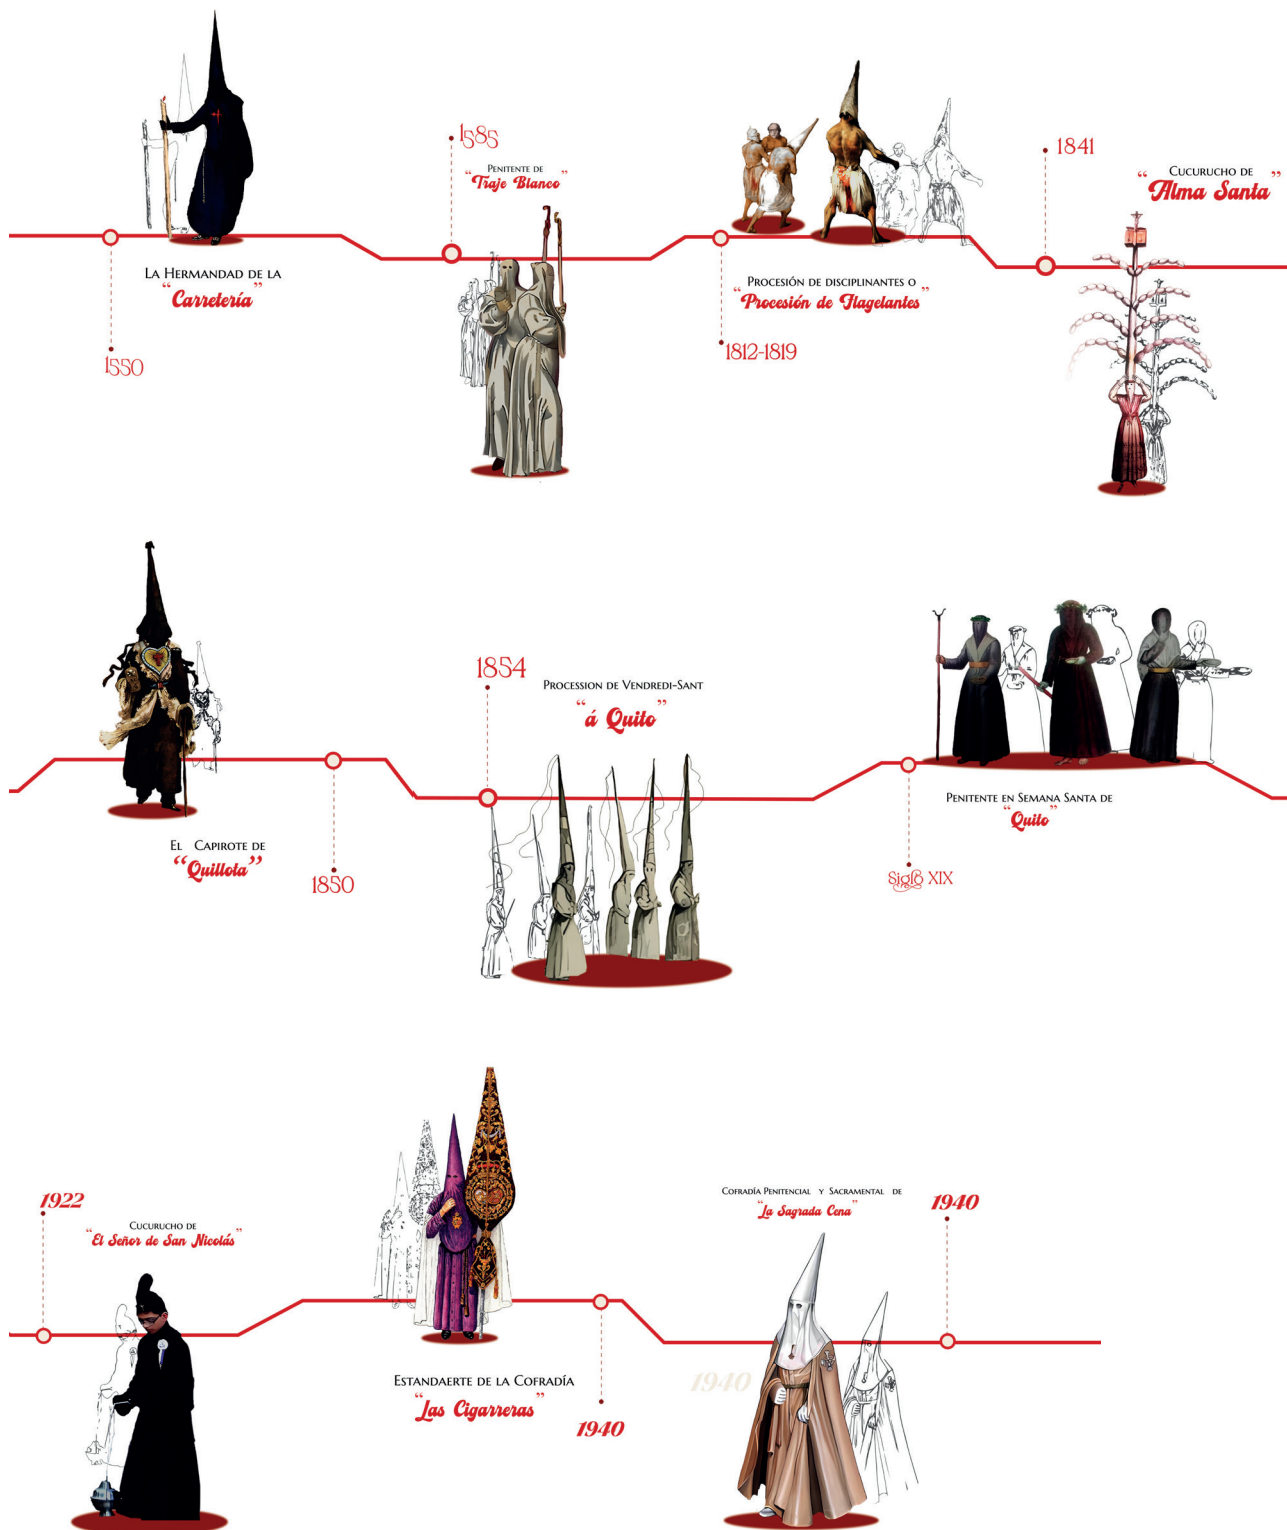 1550
La Hermandad de la
“Carretería”
1585
Penitente de
“Traje Blanco”
1812-1819
Procesión de disciplinantes o
“Procesión de Flagelantes”
1841
Cucurucho de
“Alma Santa”
El Capirote de
“Quillota”
1850
1854
Procession de Vendredi-Sant
“á Quito”
Penitente en Semana Santa de
“Quito”
Siglo XIX
1922
Cucurucho de
“El Señor de San Nicolás”
Estandaerte de la Cofradía
“Las Cigarreras”
1940
Cofradía Penitencial y Sacramental de
“La Sagrada Cena”
1940
1940